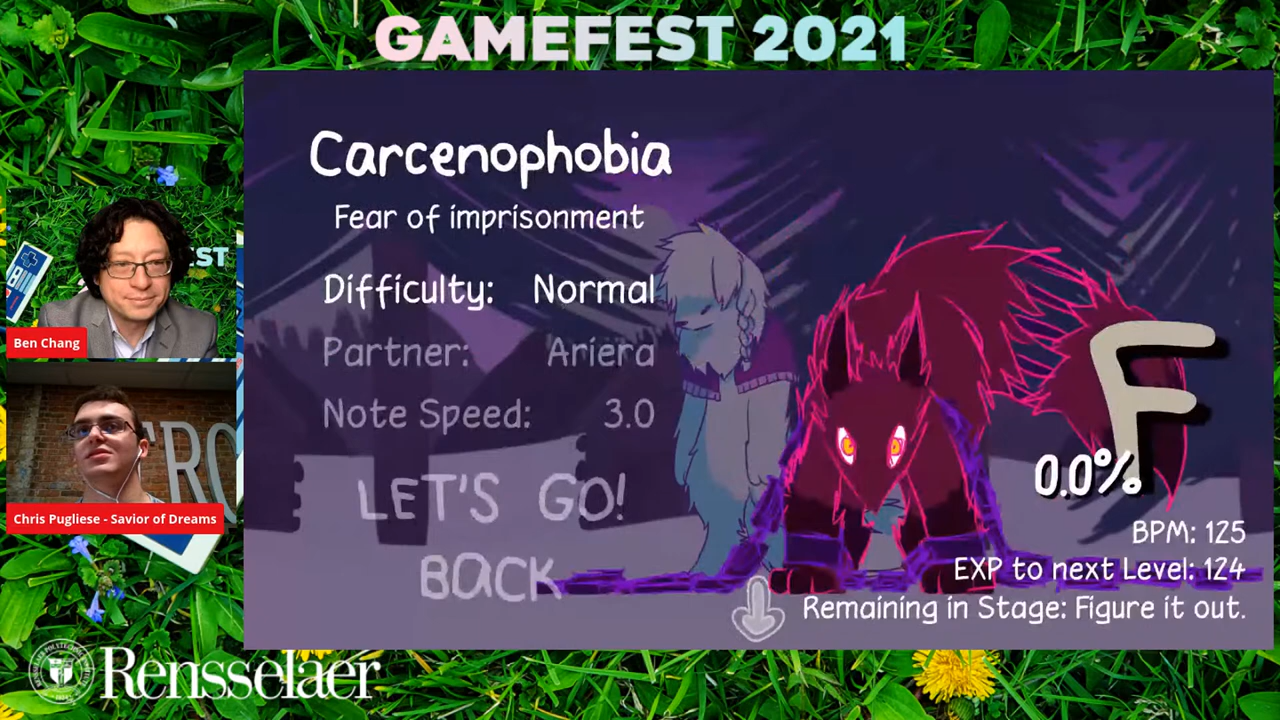 GAMEFEST 2021
Carcenophobia
Fear of imprisonment
Difficulty: Normal
Partner: Ariera
Note Speed: 3.0
LET'S GO!
BACK
F
0.0%
BPM: 125
EXP to next Level: 124
Remaining in Stage: Figure it out.
EST
Ben Chang
TRO
Chris Pugliese - Savior of Dreams
Rensselaer